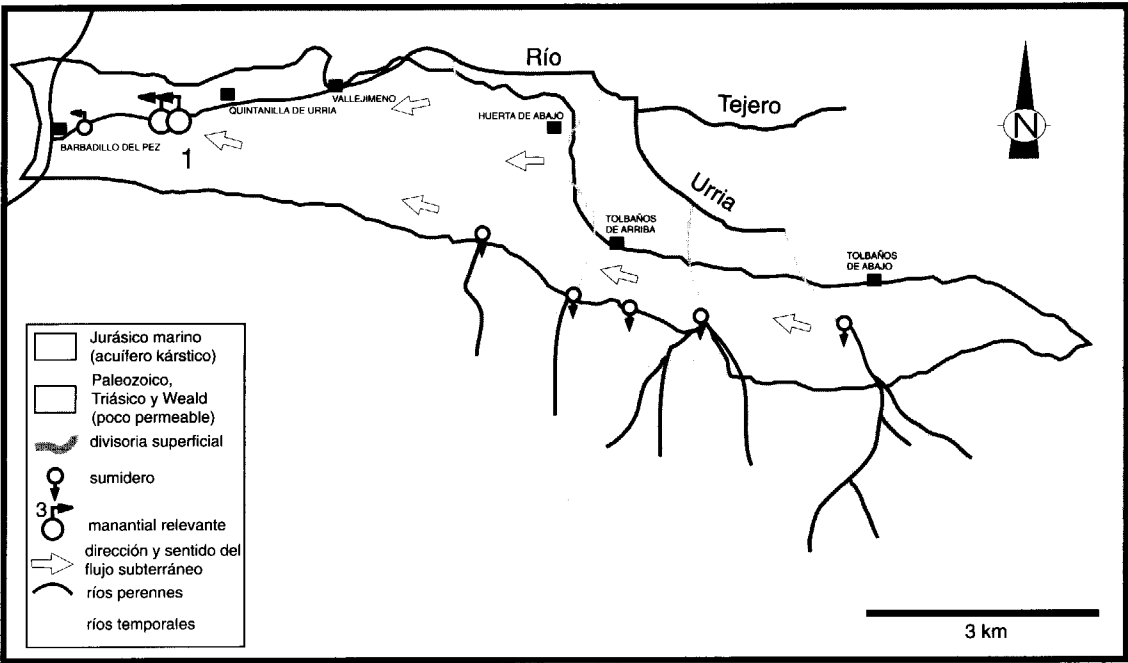 Río
Tejero
Urria
N
VALLEJIMENO
QUINTANILLA DE URRIA
HUERTA DE ABAJO
BARBADILLO DEL PEZ
1
TOLBAÑOS
DE ARRIBA
TOLBAÑOS
DE ABAJO
Jurásico marino
(acuífero kárstico)
Paleozoico,
Triásico y Weald
(poco permeable)
divisoria superficial
sumidero
3
manantial relevante
dirección y sentido del
flujo subterráneo
ríos perennes
ríos temporales
3 km